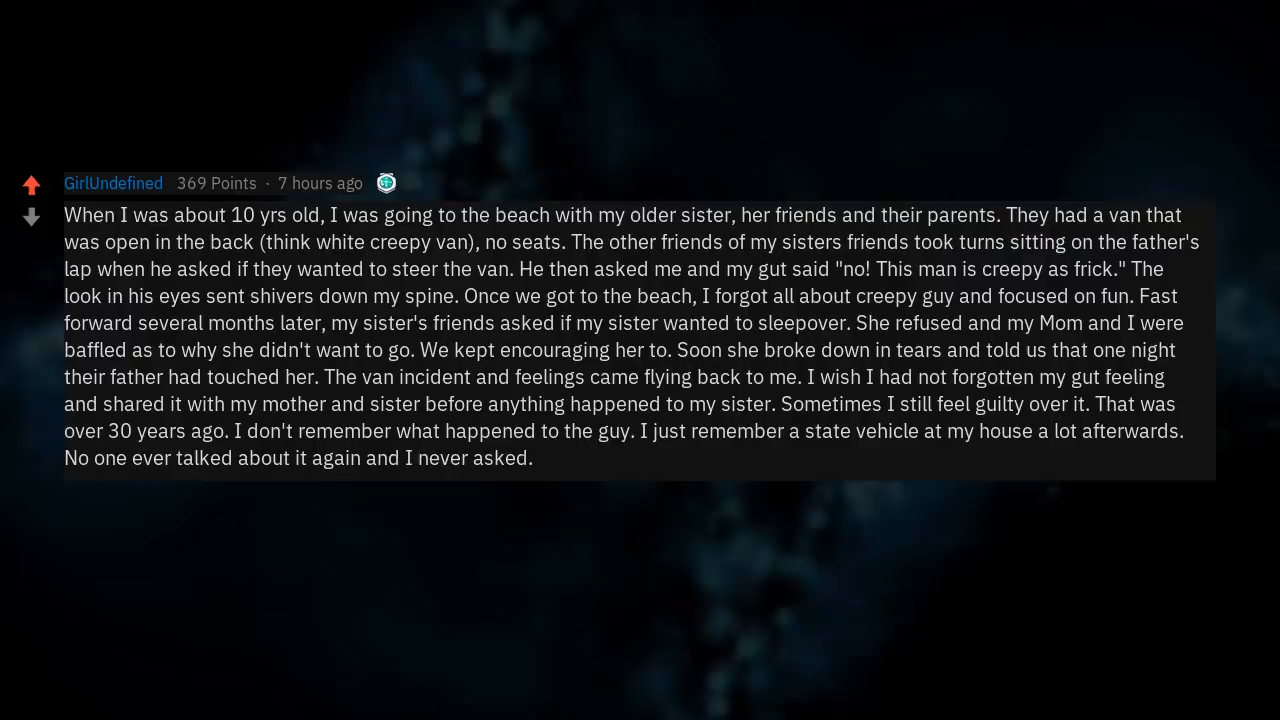 GirlUndefined 369 Points · 7 hours ago
When I was about 10 yrs old, I was going to the beach with my older sister, her friends and their parents. They had a van that
was open in the back (think white creepy van), no seats. The other friends of my sisters friends took turns sitting on the father's
lap when he asked if they wanted to steer the van. He then asked me and my gut said "no! This man is creepy as frick." The
look in his eyes sent shivers down my spine. Once we got to the beach, I forgot all about creepy guy and focused on fun. Fast
forward several months later, my sister's friends asked if my sister wanted to sleepover. She refused and my Mom and I were
baffled as to why she didn't want to go. We kept encouraging her to. Soon she broke down in tears and told us that one night
their father had touched her. The van incident and feelings came flying back to me. I wish I had not forgotten my gut feeling
and shared it with my mother and sister before anything happened to my sister. Sometimes I still feel guilty over it. That was
over 30 years ago. I don't remember what happened to the guy. I just remember a state vehicle at my house a lot afterwards.
No one ever talked about it again and I never asked.